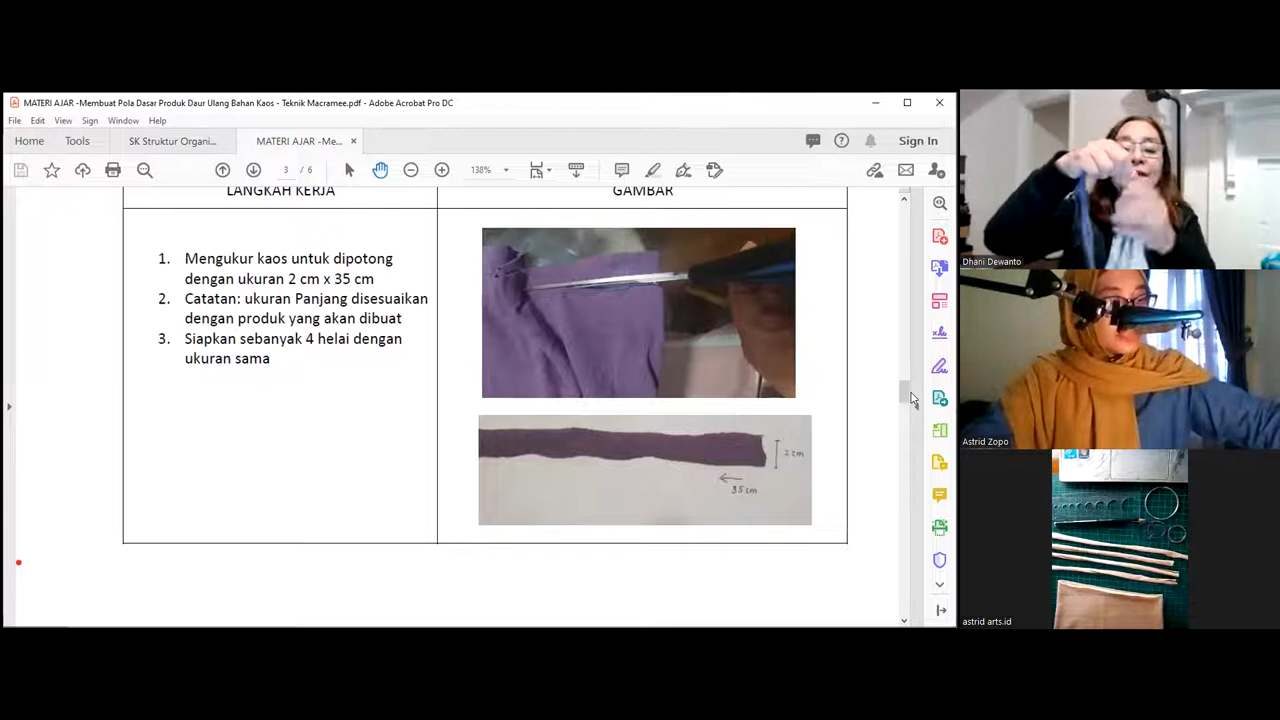 MATERI AJAR -Membuat Pola Dasar Produk Daur Ulang Bahan Kaos - Teknik Macramee.pdf - Adobe Acrobat Pro DC
File Edit View Sign Window Help
Home Tools SK Struktur Organi... MATERI AJAR -Me... Sign In
3 / 6 138%
LANGKAH KERJA GAMBAR
1. Mengukur kaos untuk dipotong
dengan ukuran 2 cm x 35 cm
2. Catatan: ukuran Panjang disesuaikan
dengan produk yang akan dibuat
3. Siapkan sebanyak 4 helai dengan
ukuran sama
2 cm
35 cm
Dhani Dewanto
Astrid Zopo
astrid arts.id